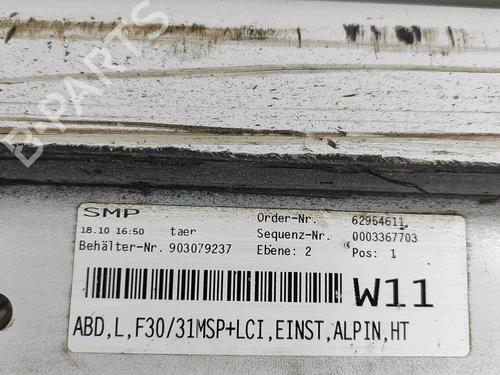 B-PARTS
SMP
18.10 16:50 taer
Behälter-Nr. 903079237
Order-Nr. 62954611
Sequenz-Nr. 0003367703
Ebene: 2 Pos: 1
W11
ABD,L,F30/31MSP+LCI,EINST,ALPIN,HT